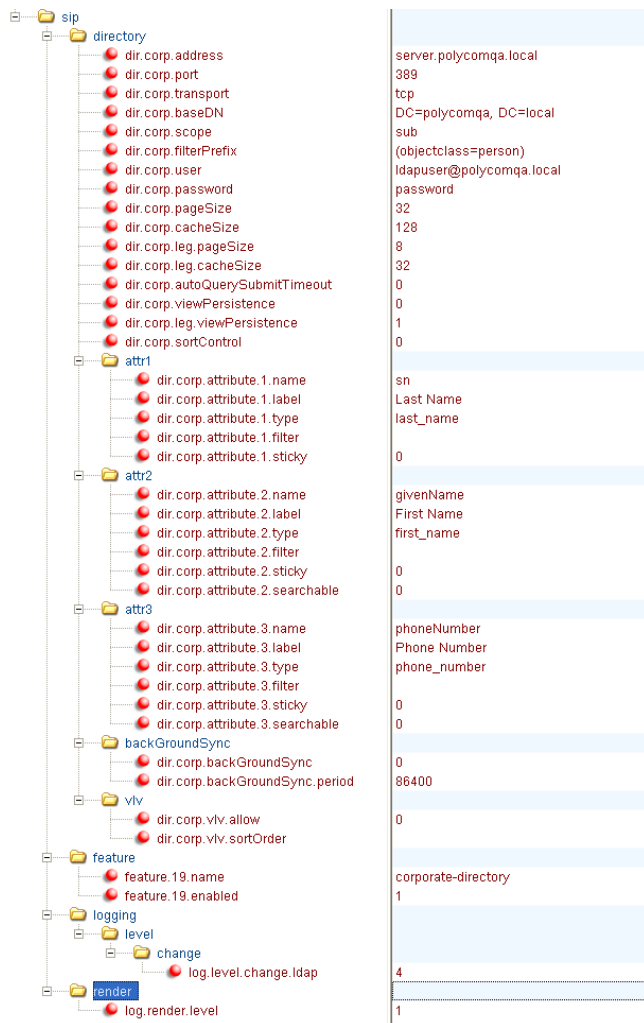 sip
directory
dir.corp.address server.polycomqa.local
dir.corp.port 389
dir.corp.transport tcp
dir.corp.baseDN DC=polycomqa, DC=local
dir.corp.scope sub
dir.corp.filterPrefix (objectclass=person)
dir.corp.user ldapuser@polycomqa.local
dir.corp.password password
dir.corp.pageSize 32
dir.corp.cacheSize 128
dir.corp.leg.pageSize 8
dir.corp.leg.cacheSize 32
dir.corp.autoQuerySubmitTimeout 0
dir.corp.viewPersistence 0
dir.corp.leg.viewPersistence 1
dir.corp.sortControl 0
attr1
dir.corp.attribute.1.name sn
dir.corp.attribute.1.label Last Name
dir.corp.attribute.1.type last_name
dir.corp.attribute.1.filter
dir.corp.attribute.1.sticky 0
attr2
dir.corp.attribute.2.name givenName
dir.corp.attribute.2.label First Name
dir.corp.attribute.2.type first_name
dir.corp.attribute.2.filter
dir.corp.attribute.2.sticky 0
dir.corp.attribute.2.searchable 0
attr3
dir.corp.attribute.3.name phoneNumber
dir.corp.attribute.3.label Phone Number
dir.corp.attribute.3.type phone_number
dir.corp.attribute.3.filter
dir.corp.attribute.3.sticky 0
dir.corp.attribute.3.searchable 0
backGroundSync
dir.corp.backGroundSync 0
dir.corp.backGroundSync.period 86400
vlv
dir.corp.vlv.allow 0
dir.corp.vlv.sortOrder
feature
feature.19.name corporate-directory
feature.19.enabled 1
logging
level
change
log.level.change.ldap 4
render
log.render.level 1